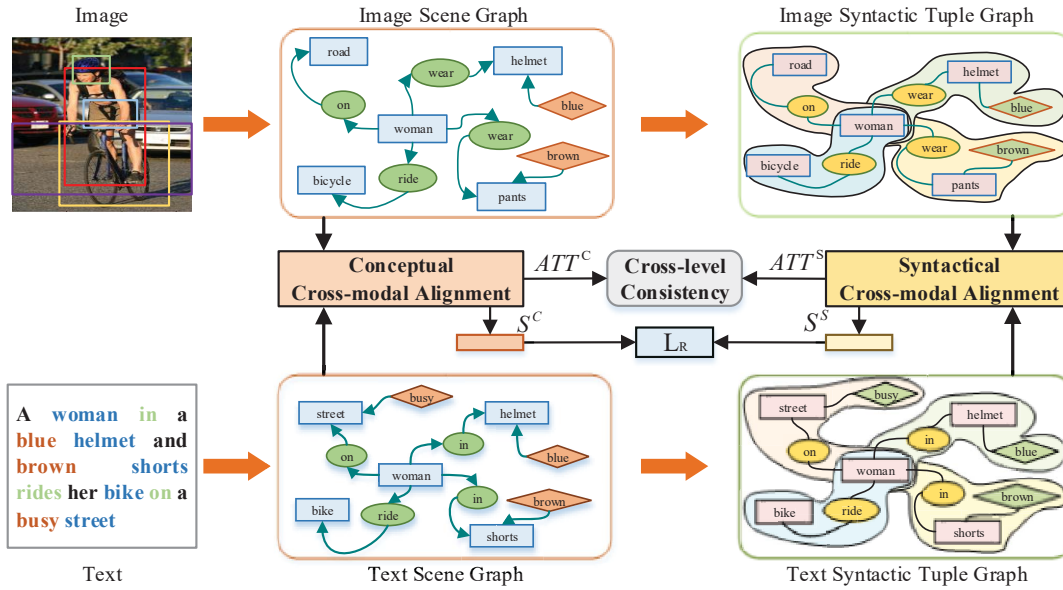 Image
Image Scene Graph
Image Syntactic Tuple Graph
road
wear
helmet
on
blue
woman
wear
brown
bicycle
ride
pants
road
helmet
wear
on
blue
woman
wear
brown
bicycle
ride
pants
Conceptual
Cross-modal Alignment
ATT^C
Cross-level
Consistency
ATT^S
Syntactical
Cross-modal Alignment
S^C
L_R
S^S
A woman in a
blue helmet and
brown shorts
rides her bike on a
busy street
busy
street
helmet
in
on
blue
woman
in
brown
bike
ride
shorts
busy
street
helmet
in
on
blue
woman
in
brown
bike
ride
shorts
Text
Text Scene Graph
Text Syntactic Tuple Graph